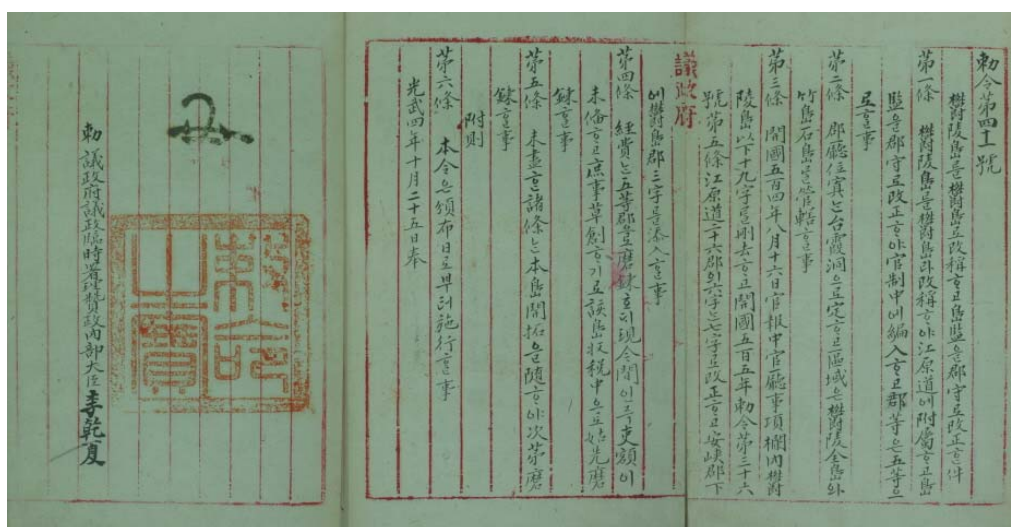 勅令第四十一號
欝陵島를欝島로改稱ᄒᆞ고島監을郡守로改正ᄒᆞᆫ件
第一條 欝陵島를欝島라改稱ᄒᆞ야江原道에附屬ᄒᆞ고島
監을郡守로改正ᄒᆞ야官制中에編入ᄒᆞ고郡等은五等으
로ᄒᆞᆯ事
第二條 郡廳位寘ᄂᆞᆫ台霞洞으로定ᄒᆞ고區域은欝陵全島와
竹島石島를管轄ᄒᆞᆯ事
第三條 開國五百四年八月十六日官報中官廳事項欄內欝
陵島以下十九字를刪去ᄒᆞ고開國五百五年勅令第三十六
號第五條江原道二十六郡의六字ᄂᆞᆫ七字로改正ᄒᆞ고安峽郡下
議政府
에欝島郡三字를添入ᄒᆞᆯ事
第四條 經費ᄂᆞᆫ五等郡으로磨鍊호ᄃᆡ現今間인즉吏額이
未備ᄒᆞ고庶事草創ᄒᆞ기로該島収稅中으로姑先磨
鍊ᄒᆞᆯ事
第五條 未盡ᄒᆞᆫ諸條ᄂᆞᆫ本島開拓을隨ᄒᆞ야次第磨
鍊ᄒᆞᆯ事
附則
第六條 本令은頒布日로부터施行ᄒᆞᆯ事
光武四年十月二十五日奉
勅命之寶
勅 議政府議政臨時署理贊政內部大臣李乾夏